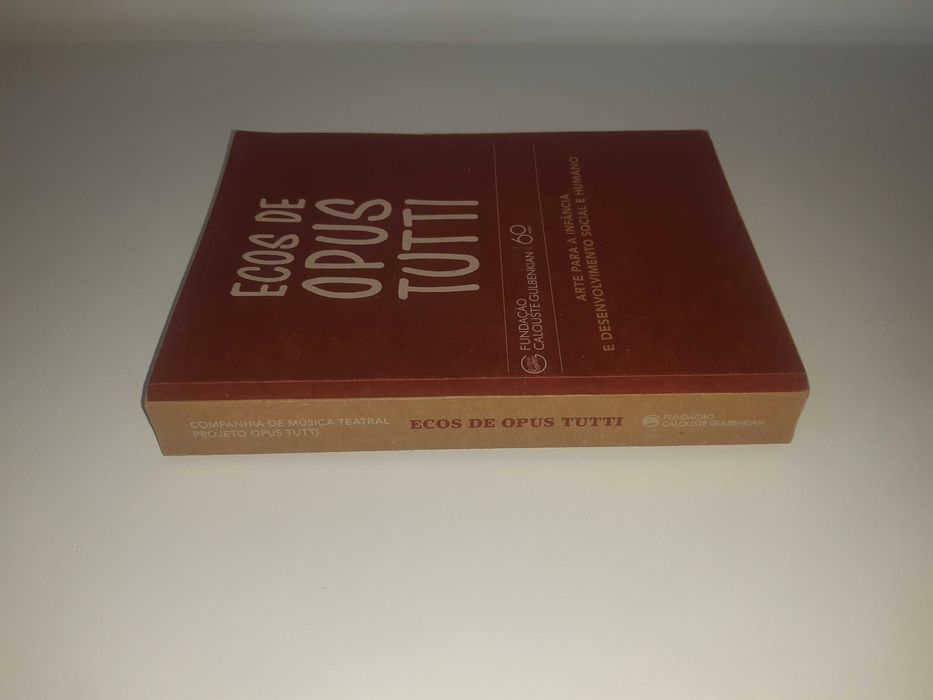 ECOS DE
OPUS
TUTTI
FUNDAÇÃO
CALOUSTE GULBENKIAN
60
ARTE PARA A INFÂNCIA
E DESENVOLVIMENTO SOCIAL E HUMANO
COMPANHIA DE MÚSICA TEATRAL
PROJETO OPUS TUTTI
ECOS DE OPUS TUTTI
FUNDAÇÃO
CALOUSTE GULBENKIAN